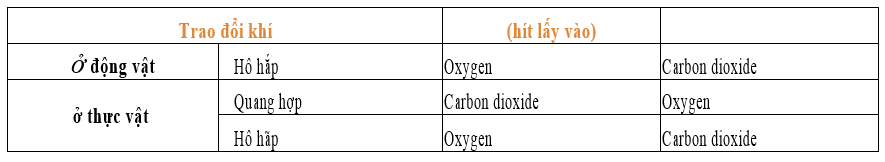 Trao đổi khí (hít lấy vào)
Ở động vật Hô hấp Oxygen Carbon dioxide
ở thực vật Quang hợp Carbon dioxide Oxygen
Hô hãp Oxygen Carbon dioxide